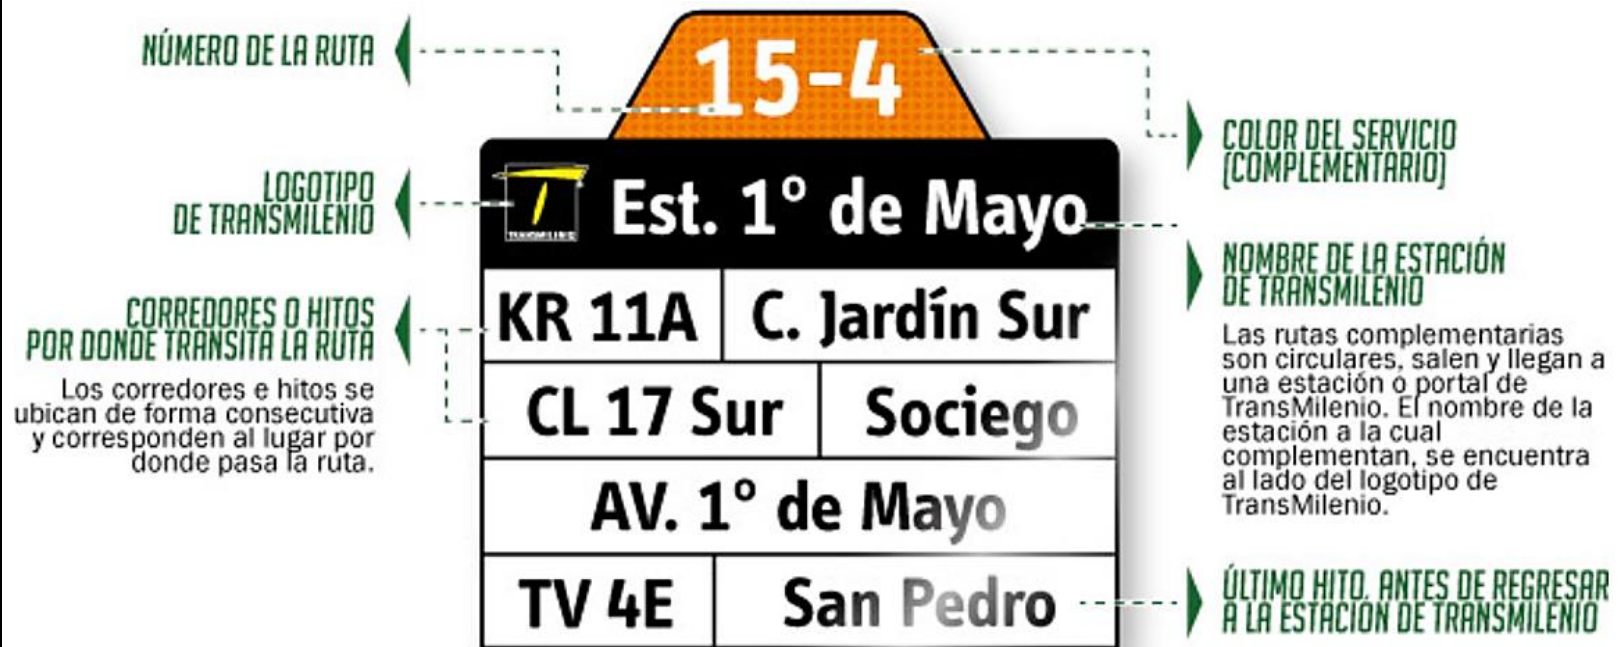 NÚMERO DE LA RUTA
LOGOTIPO
DE TRANSMILENIO
CORREDORES O HITOS
POR DONDE TRANSITA LA RUTA
Los corredores e hitos se
ubican de forma consecutiva
y corresponden al lugar por
donde pasa la ruta.
15-4
TRANSMILENIO
Est. 1º de Mayo
KR 11A
C. Jardín Sur
CL 17 Sur
Sociego
AV. 1º de Mayo
TV 4E
San Pedro
COLOR DEL SERVICIO
(COMPLEMENTARIO)
NOMBRE DE LA ESTACIÓN
DE TRANSMILENIO
Las rutas complementarias
son circulares, salen y llegan a
una estación o portal de
TransMilenio. El nombre de la
estación a la cual
complementan, se encuentra
al lado del logotipo de
TransMilenio.
ÚLTIMO HITO. ANTES DE REGRESAR
A LA ESTACIÓN DE TRANSMILENIO